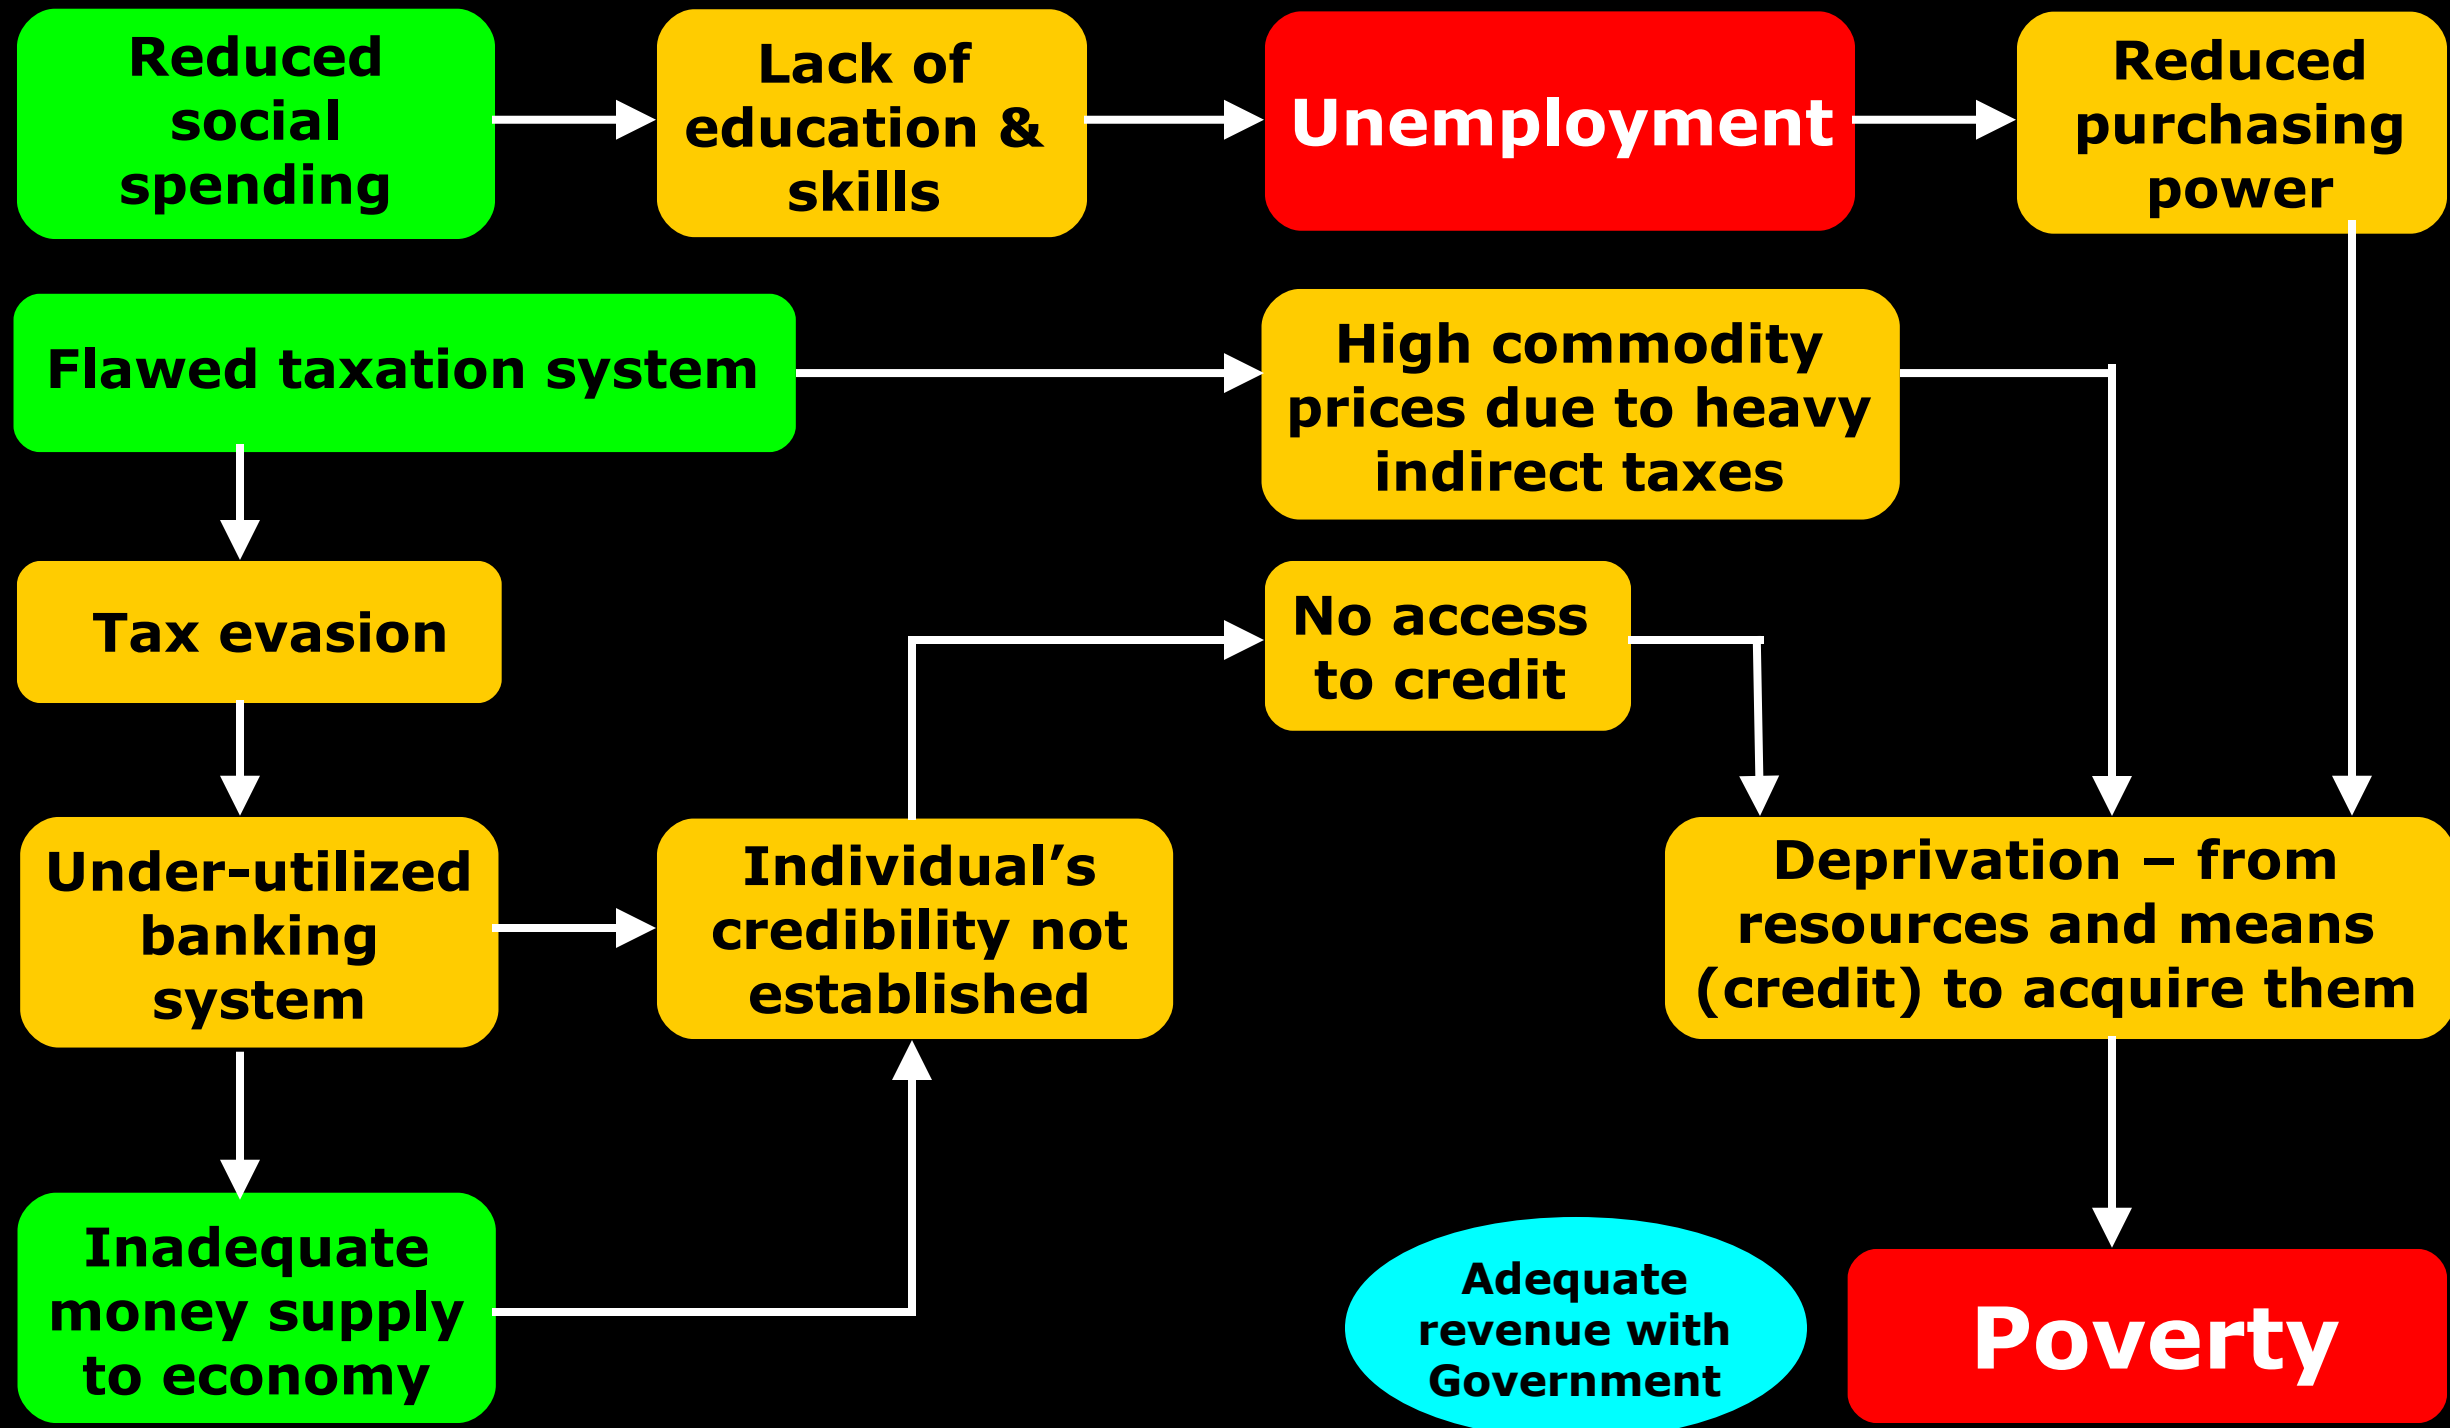 Reduced
social
spending
Lack of
education &
skills
Unemployment
Reduced
purchasing
power
Flawed taxation system
High commodity
prices due to heavy
indirect taxes
Tax evasion
No access
to credit
Under-utilized
banking
system
Individual’s
credibility not
established
Deprivation – from
resources and means
(credit) to acquire them
Inadequate
money supply
to economy
Adequate
revenue with
Government
Poverty